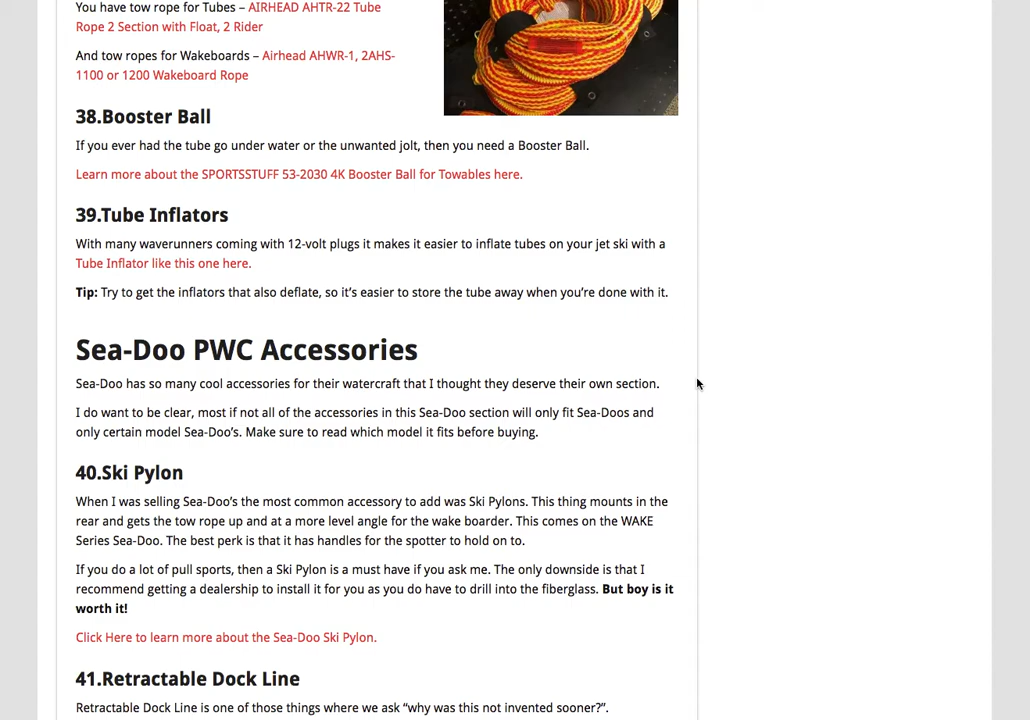 You have tow rope for Tubes – AIRHEAD AHTR-22 Tube
Rope 2 Section with Float, 2 Rider
And tow ropes for Wakeboards – Airhead AHWR-1, 2AHS-
1100 or 1200 Wakeboard Rope
38.Booster Ball
If you ever had the tube go under water or the unwanted jolt, then you need a Booster Ball.
Learn more about the SPORTSSTUFF 53-2030 4K Booster Ball for Towables here.
39.Tube Inflators
With many waverunners coming with 12-volt plugs it makes it easier to inflate tubes on your jet ski with a
Tube Inflator like this one here.
Tip: Try to get the inflators that also deflate, so it’s easier to store the tube away when you’re done with it.
Sea-Doo PWC Accessories
Sea-Doo has so many cool accessories for their watercraft that I thought they deserve their own section.
I do want to be clear, most if not all of the accessories in this Sea-Doo section will only fit Sea-Doos and
only certain model Sea-Doo’s. Make sure to read which model it fits before buying.
40.Ski Pylon
When I was selling Sea-Doo’s the most common accessory to add was Ski Pylons. This thing mounts in the
rear and gets the tow rope up and at a more level angle for the wake boarder. This comes on the WAKE
Series Sea-Doo. The best perk is that it has handles for the spotter to hold on to.
If you do a lot of pull sports, then a Ski Pylon is a must have if you ask me. The only downside is that I
recommend getting a dealership to install it for you as you do have to drill into the fiberglass. But boy is it
worth it!
Click Here to learn more about the Sea-Doo Ski Pylon.
41.Retractable Dock Line
Retractable Dock Line is one of those things where we ask “why was this not invented sooner?”.